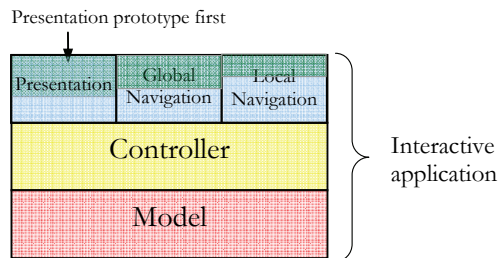 Presentation prototype first
Presentation
Global
Navigation
Local
Navigation
Controller
Model
Interactive
application